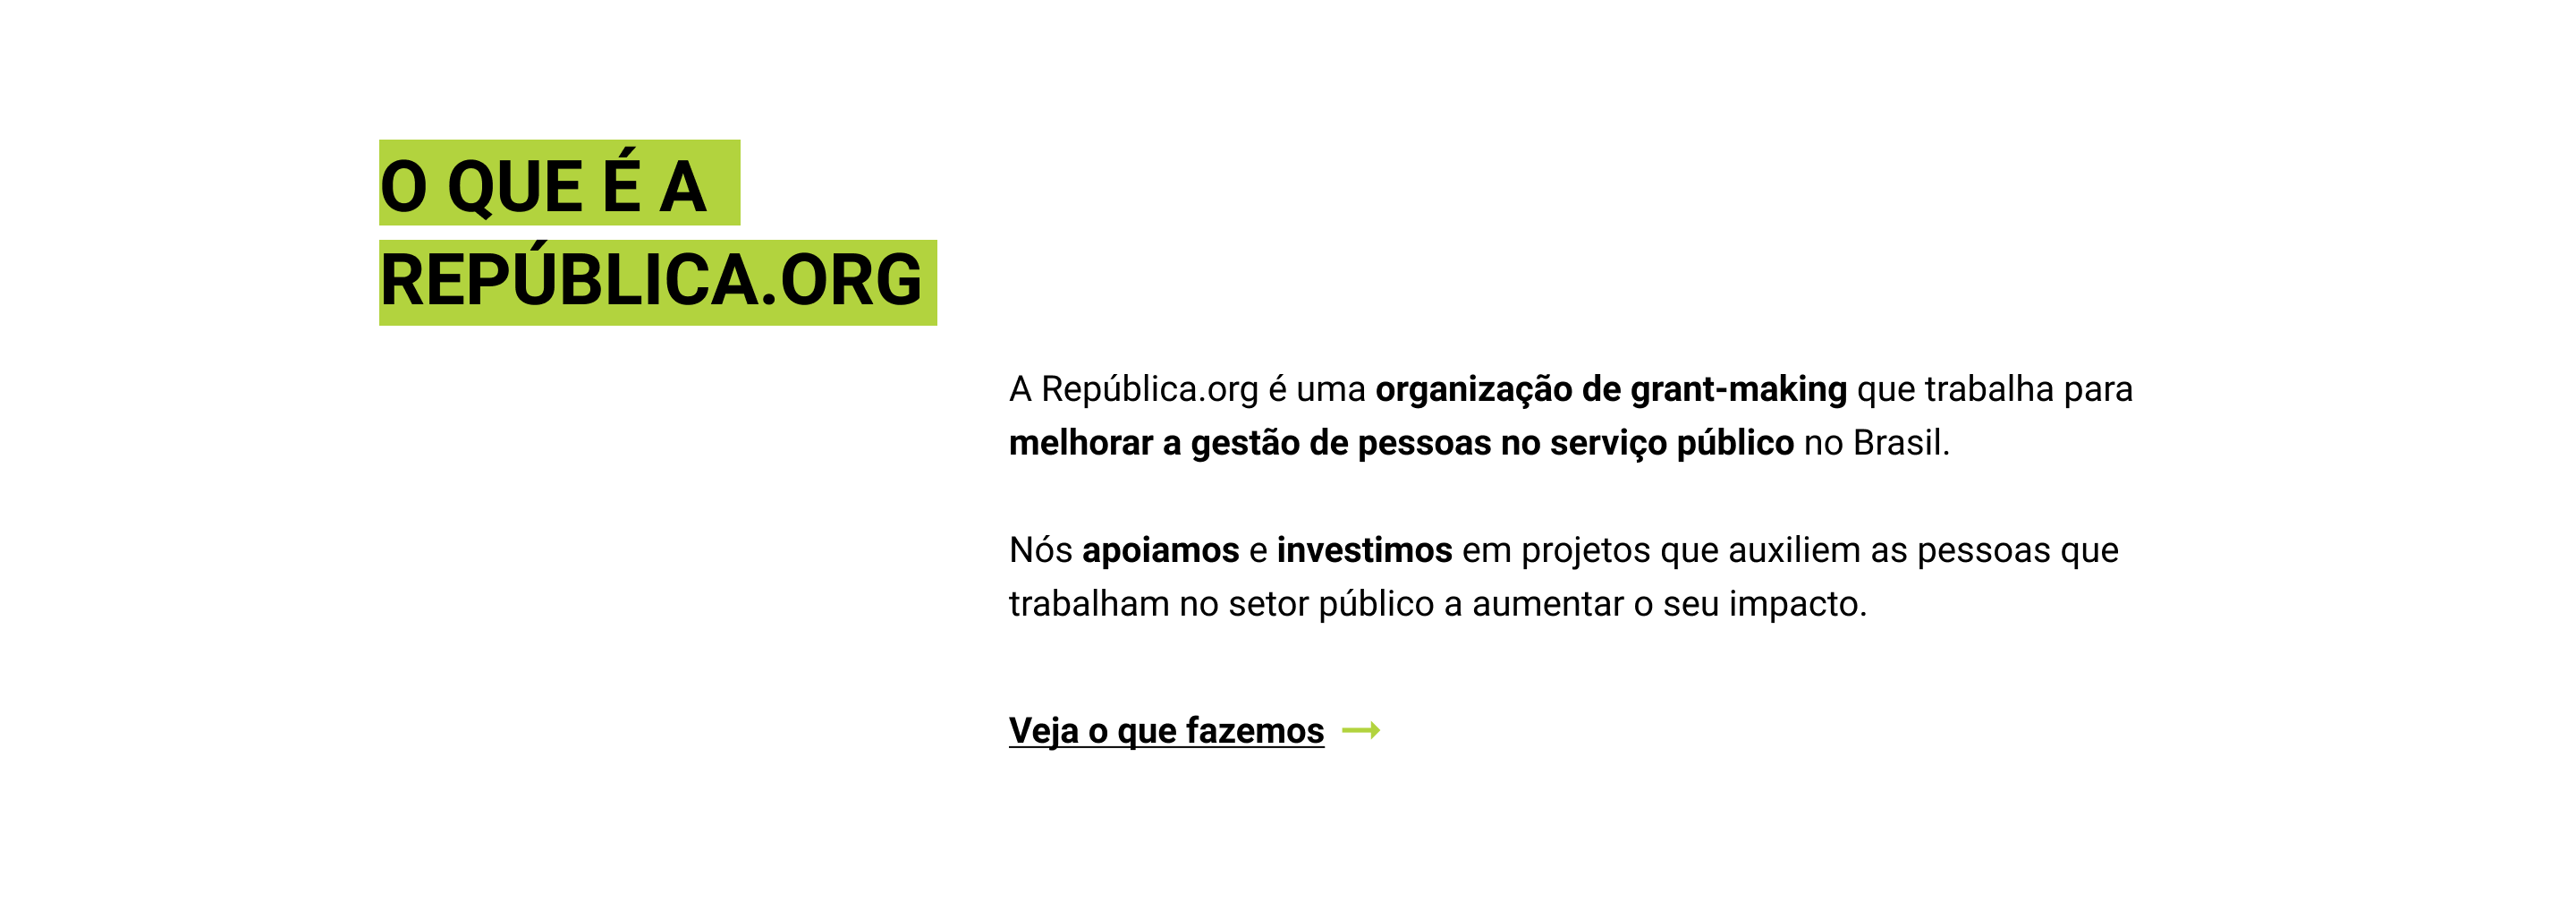 O QUE É A
REPÚBLICA.ORG
A República.org é uma organização de grant-making que trabalha para
melhorar a gestão de pessoas no serviço público no Brasil.
Nós apoiamos e investimos em projetos que auxiliem as pessoas que
trabalham no setor público a aumentar o seu impacto.
Veja o que fazemos